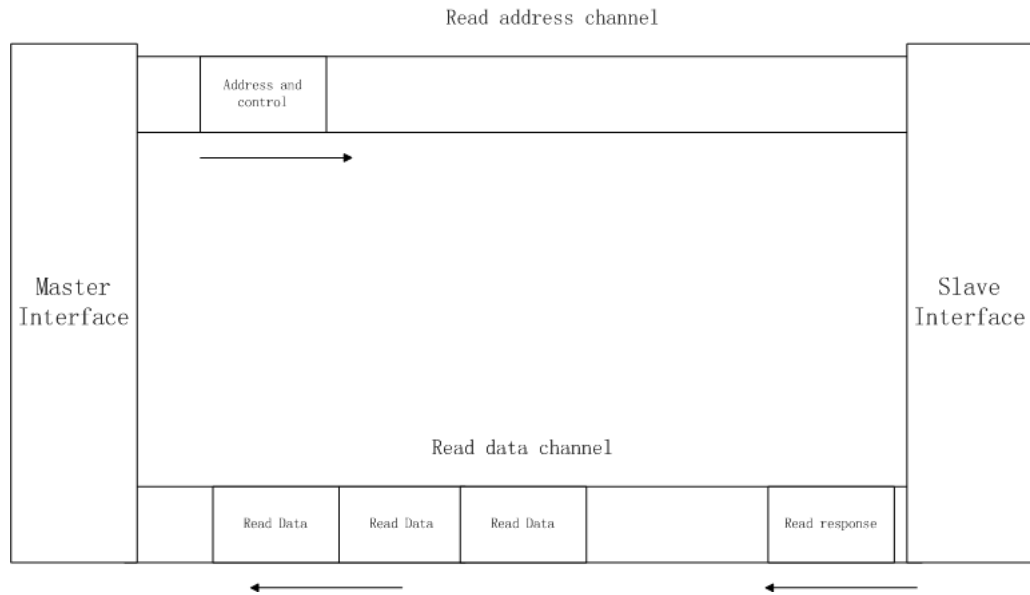 Read address channel
Address and
control
Master
Interface
Slave
Interface
Read data channel
Read Data
Read Data
Read Data
Read response